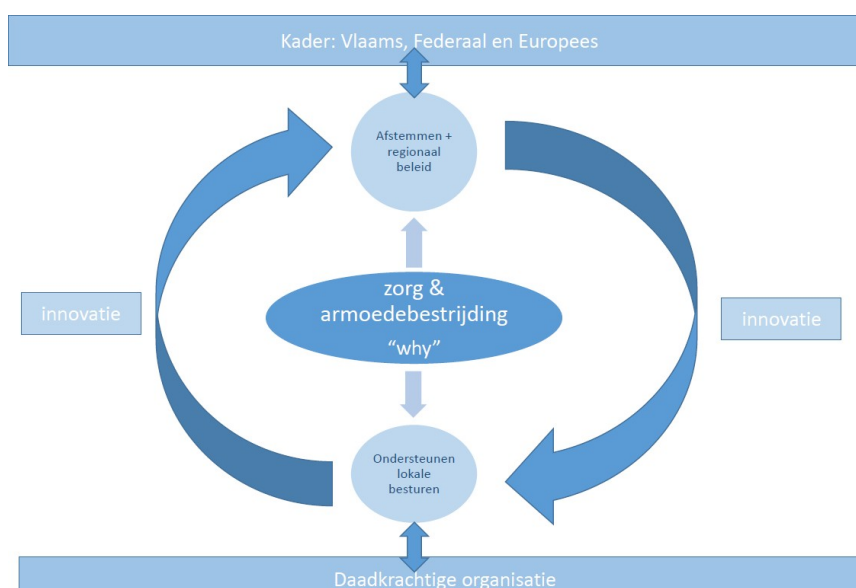 Kader: Vlaams, Federaal en Europees
Afstemmen +
regionaal
beleid
zorg &
armoedebestrijding
“why”
innovatie
innovatie
Ondersteunen
lokale
besturen
Daadkrachtige organisatie